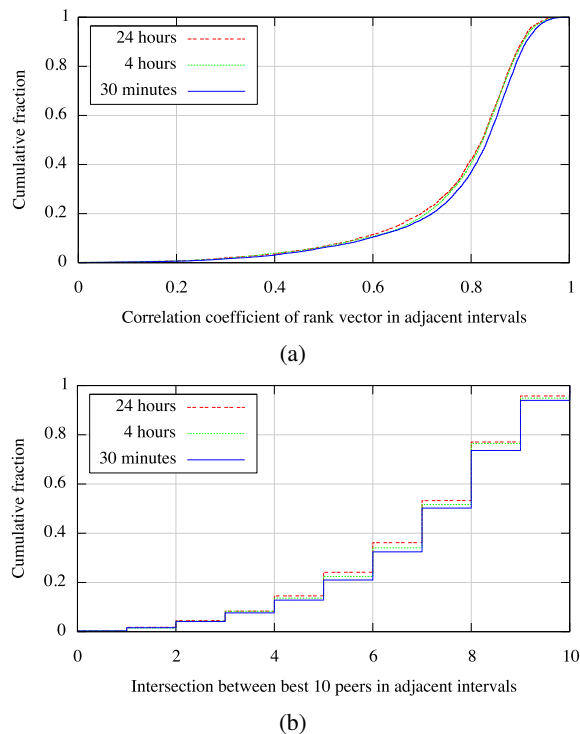 1
0.8
0.6
0.4
0.2
0
Cumulative fraction
24 hours
4 hours
30 minutes
0 0.2 0.4 0.6 0.8 1
Correlation coefficient of rank vector in adjacent intervals
(a)
1
0.8
0.6
0.4
0.2
0
Cumulative fraction
24 hours
4 hours
30 minutes
0 2 4 6 8 10
Intersection between best 10 peers in adjacent intervals
(b)